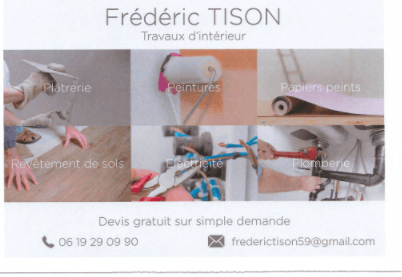 Frédéric TISON
Travaux d'intérieur
Plâtrerie
Peintures
Papiers peints
Revêtement de sols
Electricité
Plomberie
Devis gratuit sur simple demande
06 19 29 09 90
frederictison59@gmail.com